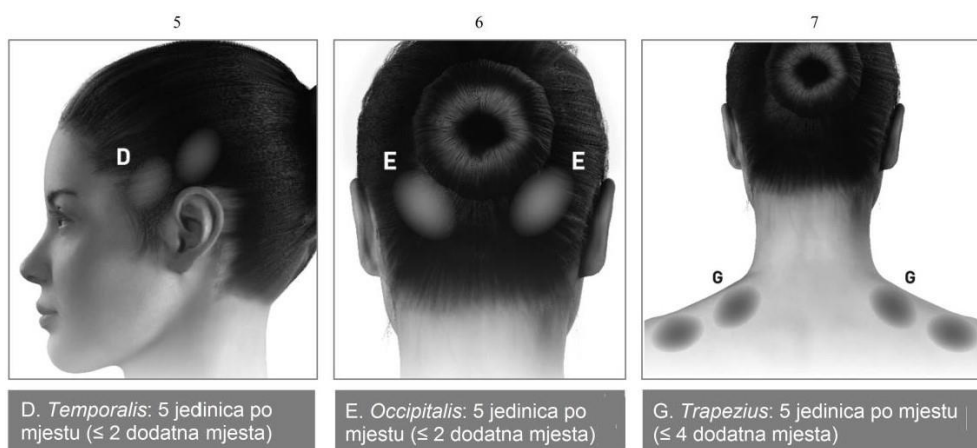 5
6
7
D
E
E
G
G
D. Temporalis: 5 jedinica po
mjestu (≤ 2 dodatna mjesta)
E. Occipitalis: 5 jedinica po
mjestu (≤ 2 dodatna mjesta)
G. Trapezius: 5 jedinica po mjestu
(≤ 4 dodatna mjesta)